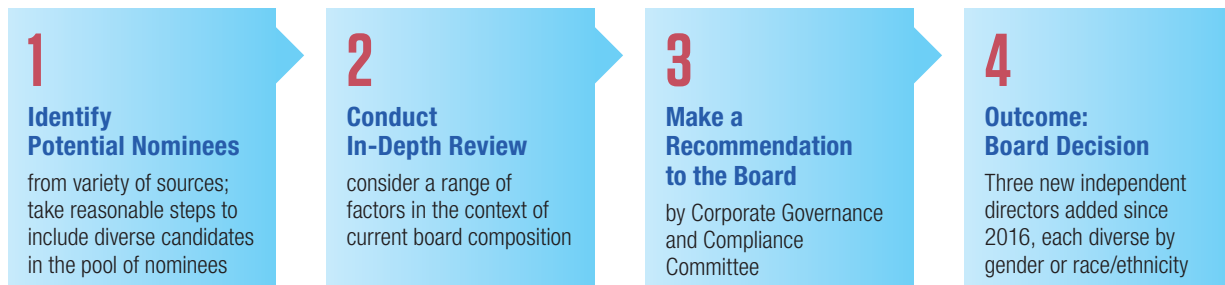 1
Identify
Potential Nominees
from variety of sources;
take reasonable steps to
include diverse candidates
in the pool of nominees
2
Conduct
In-Depth Review
consider a range of
factors in the context of
current board composition
3
Make a
Recommendation
to the Board
by Corporate Governance
and Compliance
Committee
4
Outcome:
Board Decision
Three new independent
directors added since
2016, each diverse by
gender or race/ethnicity